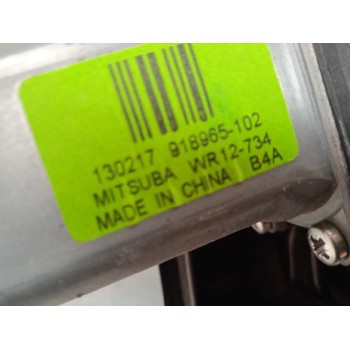 130217 918965-102
MITSUBA WR12-734
MADE IN CHINA B4A